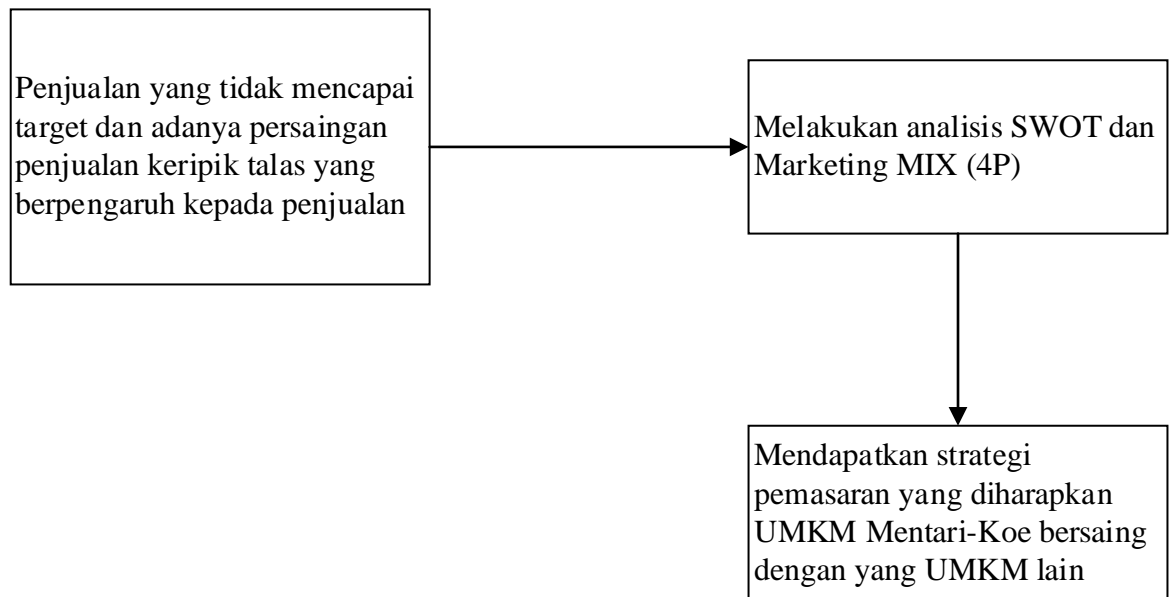 Penjualan yang tidak mencapai
target dan adanya persaingan
penjualan keripik talas yang
berpengaruh kepada penjualan
Melakukan analisis SWOT dan
Marketing MIX (4P)
Mendapatkan strategi
pemasaran yang diharapkan
UMKM Mentari-Koe bersaing
dengan yang UMKM lain